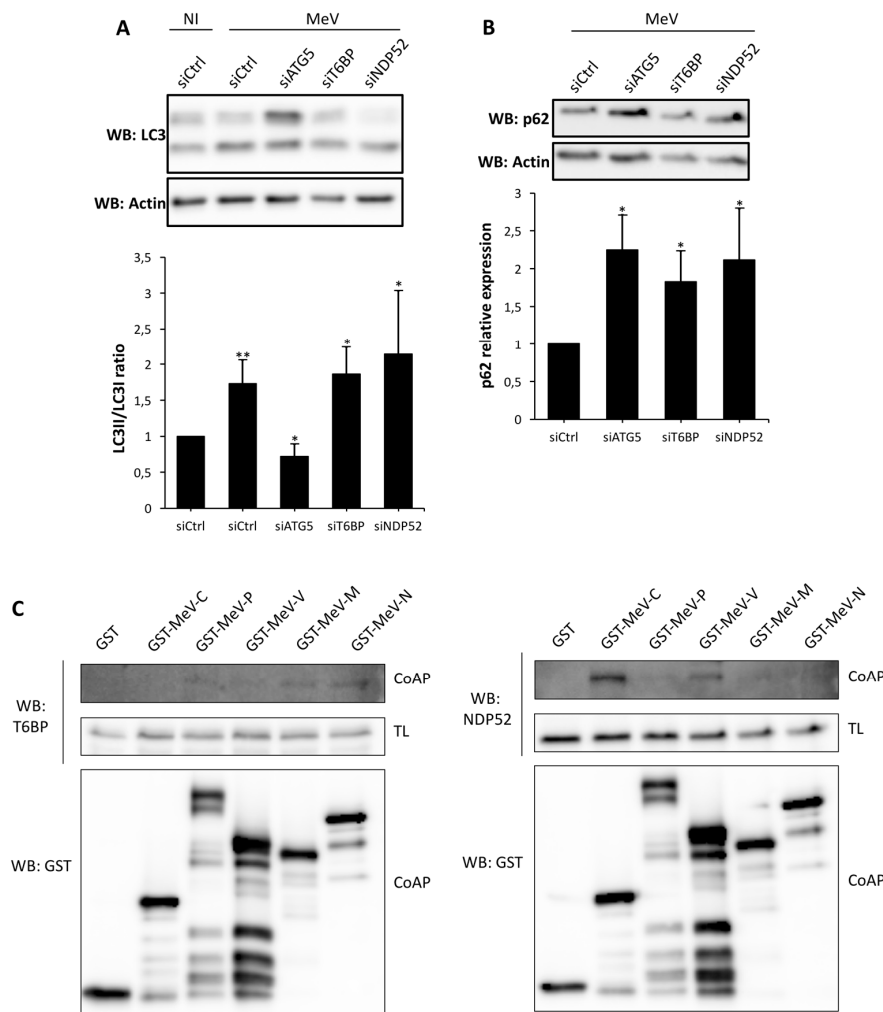 A
NI
MeV
siCtrl
siCtrl
siATG5
siT6BP
siNDP52
WB: LC3
WB: Actin
LC3II/LC3I ratio
3,5
3
2,5
2
1,5
1
0,5
0
**
*
*
*
siCtrl
siCtrl
siATG5
siT6BP
siNDP52
B
MeV
siCtrl
siATG5
siT6BP
siNDP52
WB: p62
WB: Actin
p62 relative expression
3
2,5
2
1,5
1
0,5
0
*
*
*
siCtrl
siATG5
siT6BP
siNDP52
C
GST
GST-MeV-C
GST-MeV-P
GST-MeV-V
GST-MeV-M
GST-MeV-N
WB:
T6BP
CoAP
TL
WB: GST
CoAP
GST
GST-MeV-C
GST-MeV-P
GST-MeV-V
GST-MeV-M
GST-MeV-N
WB:
NDP52
CoAP
TL
WB: GST
CoAP